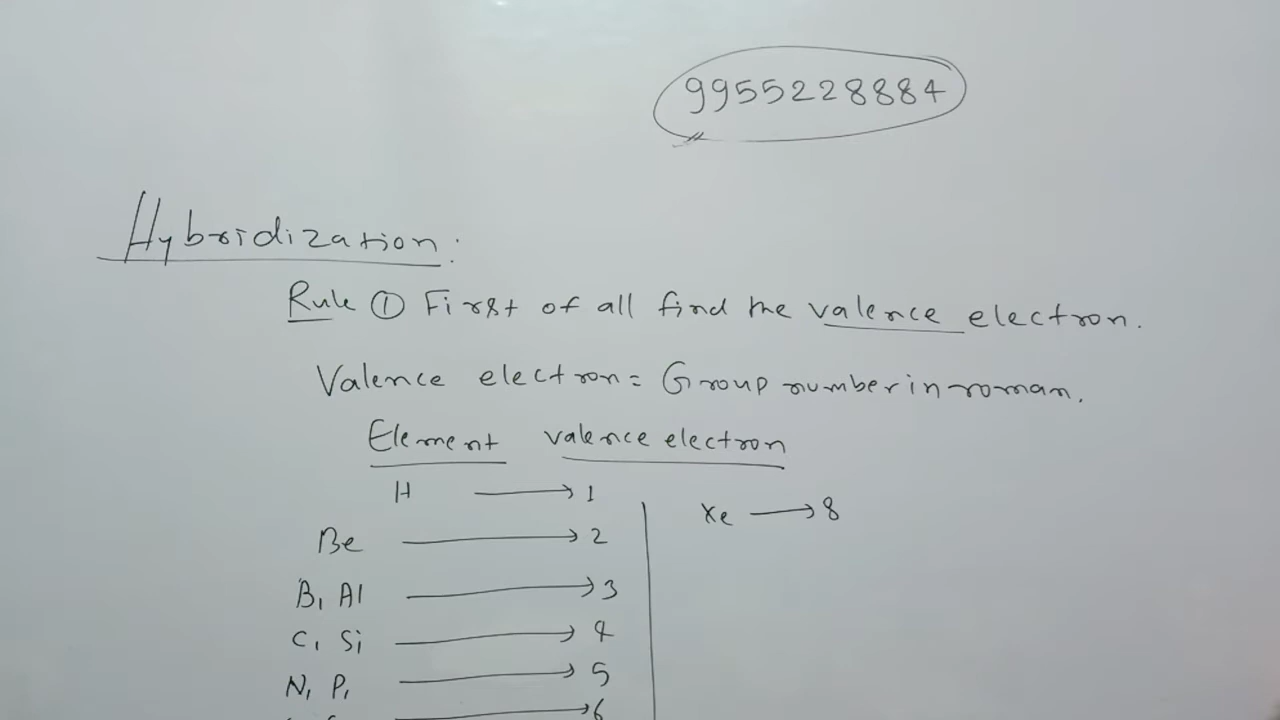 9955228884
Hybridization:
Rule ① First of all find the valence electron.
Valence electron = Group number in roman.
Element valence electron
H → 1
Be → 2
B, Al → 3
C, Si → 4
N, P, → 5
→ 6
Xe → 8